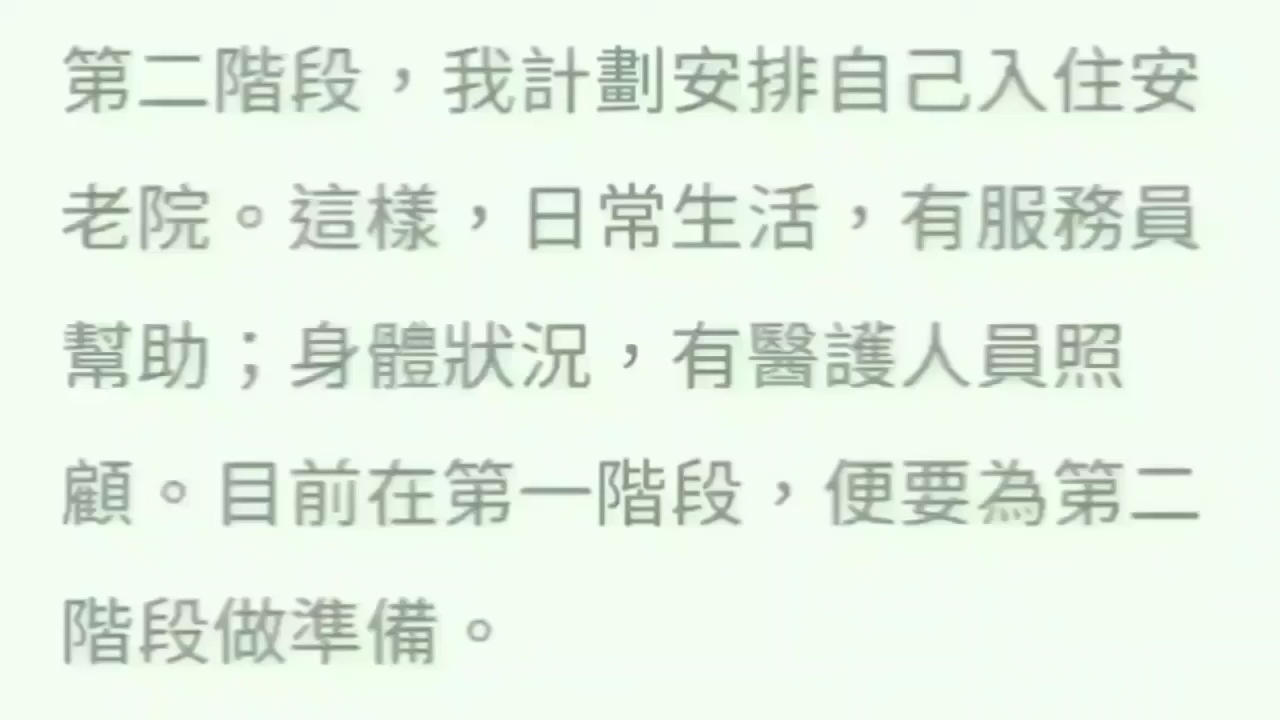 第二階段，我計劃安排自己入住安
老院。這樣，日常生活，有服務員
幫助；身體狀況，有醫護人員照
顧。目前在第一階段，便要為第二
階段做準備。